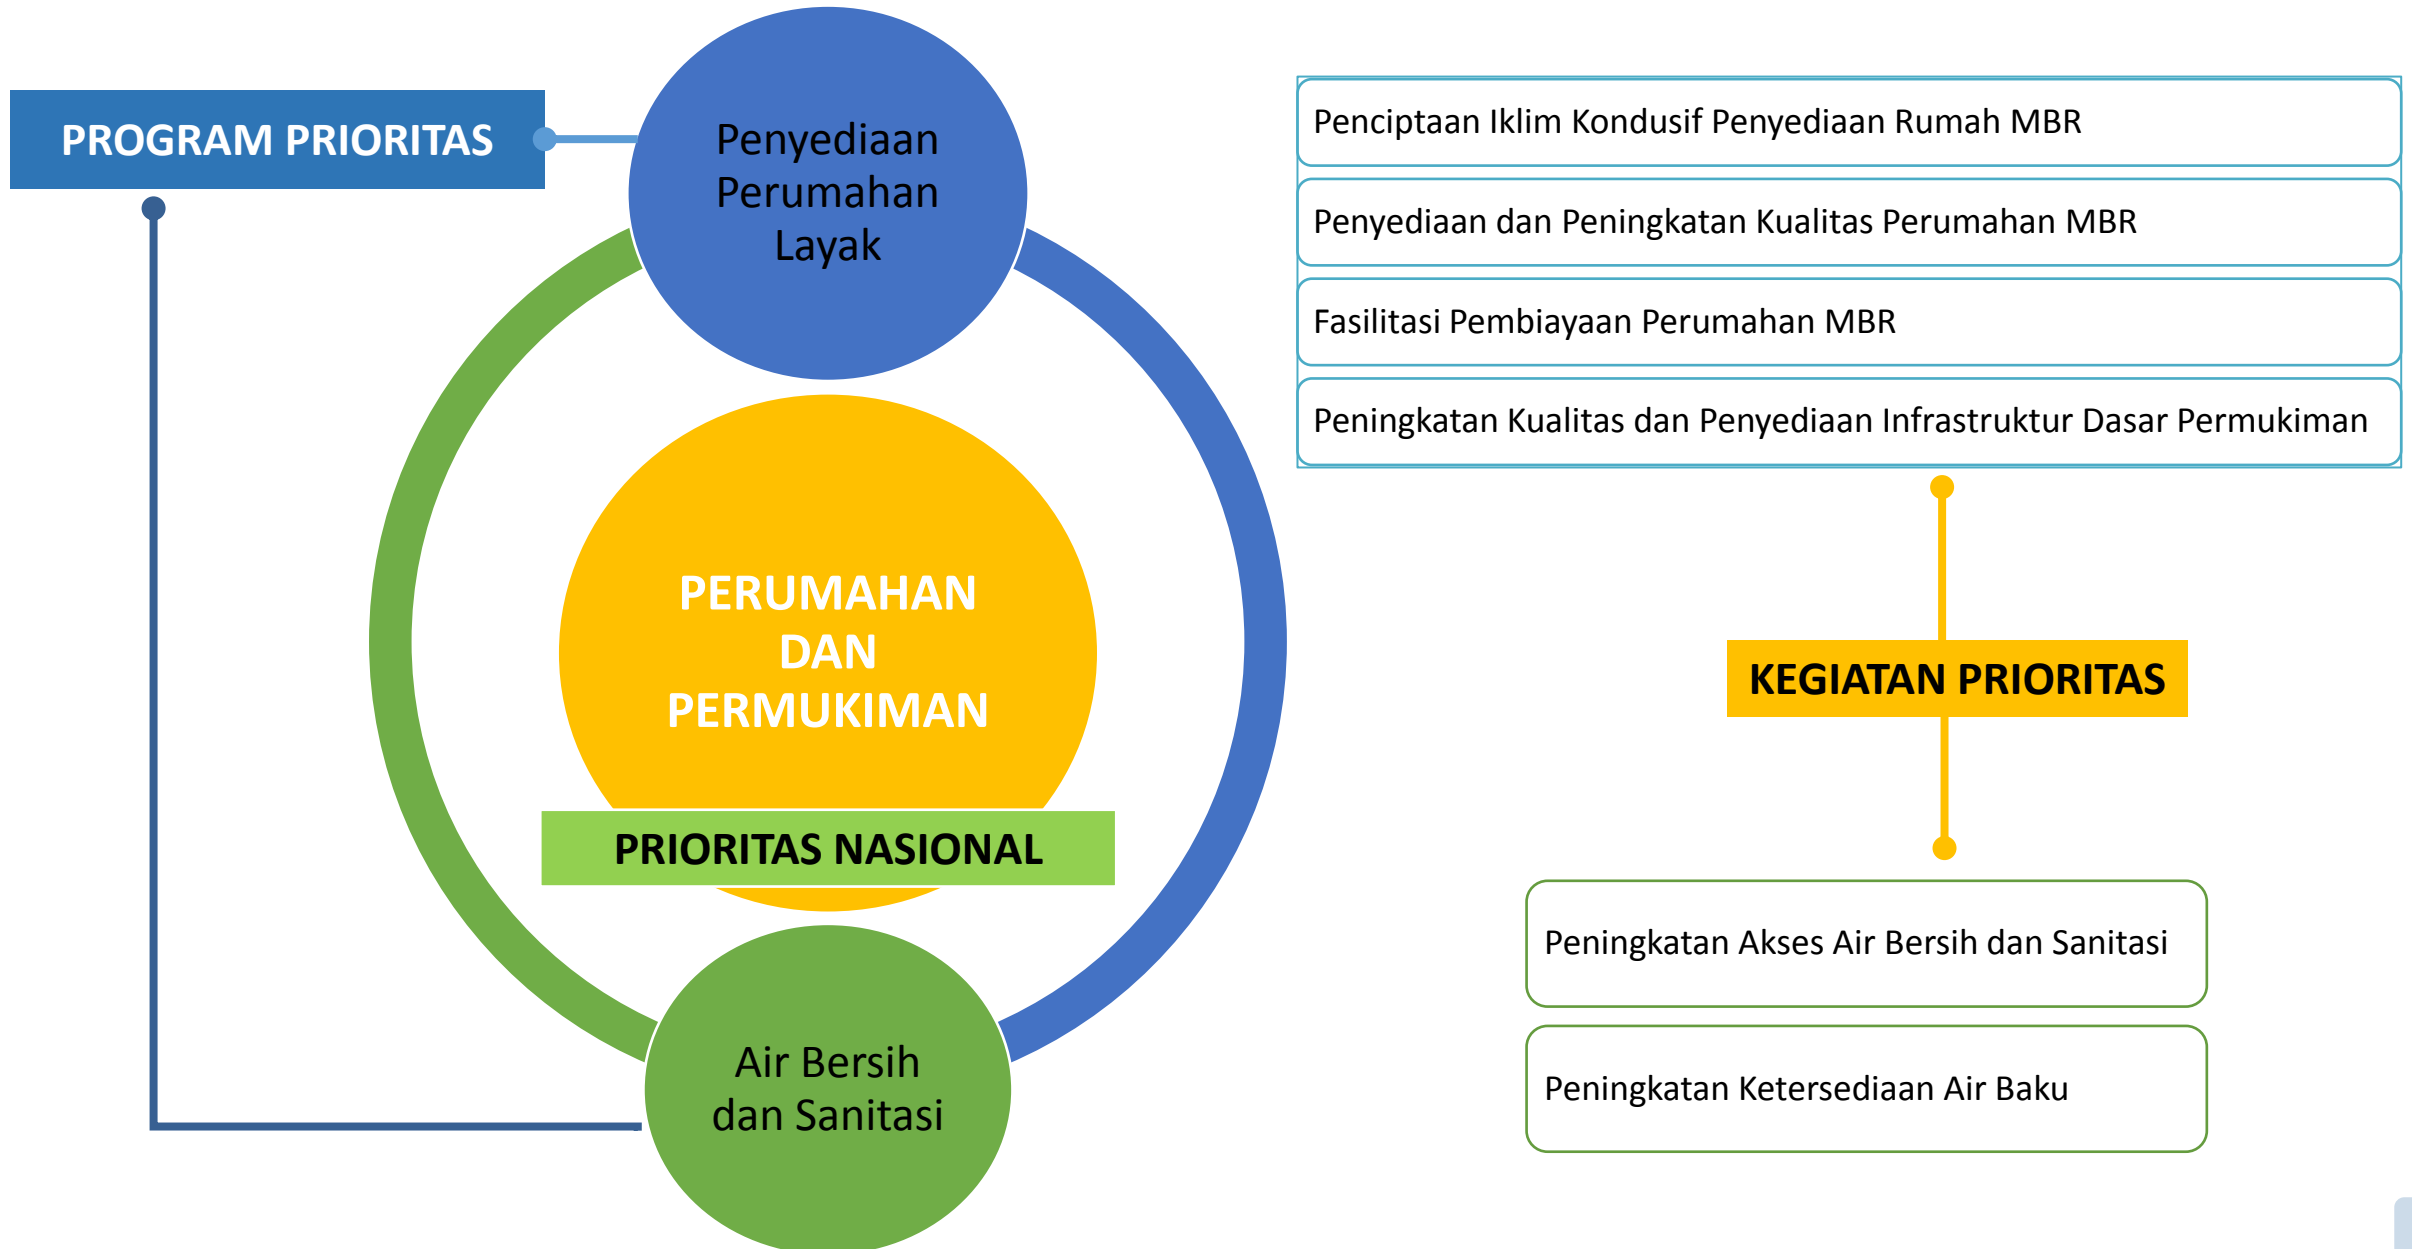 PROGRAM PRIORITAS
Penyediaan
Perumahan
Layak
PERUMAHAN
DAN
PERMUKIMAN
PRIORITAS NASIONAL
Air Bersih
dan Sanitasi
Penciptaan Iklim Kondusif Penyediaan Rumah MBR
Penyediaan dan Peningkatan Kualitas Perumahan MBR
Fasilitasi Pembiayaan Perumahan MBR
Peningkatan Kualitas dan Penyediaan Infrastruktur Dasar Permukiman
KEGIATAN PRIORITAS
Peningkatan Akses Air Bersih dan Sanitasi
Peningkatan Ketersediaan Air Baku